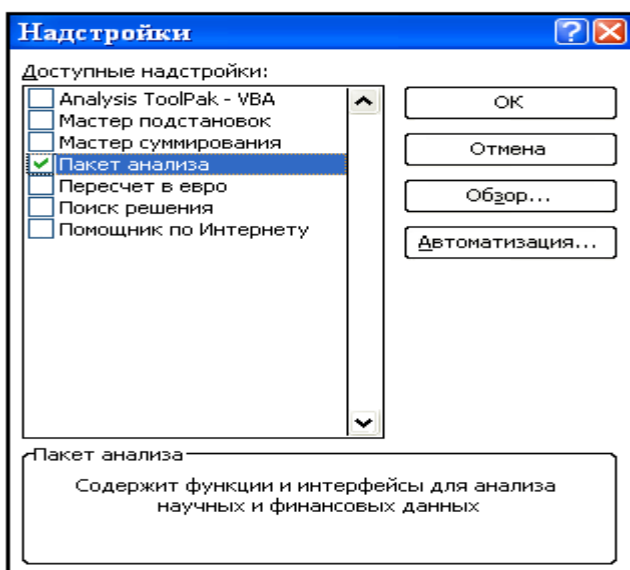 Надстройки
Доступные надстройки:
Analysis ToolPak - VBA
Мастер подстановок
Мастер суммирования
Пакет анализа
Пересчет в евро
Поиск решения
Помощник по Интернету
ОК
Отмена
Обзор...
Автоматизация...
Пакет анализа
Содержит функции и интерфейсы для анализа
научных и финансовых данных